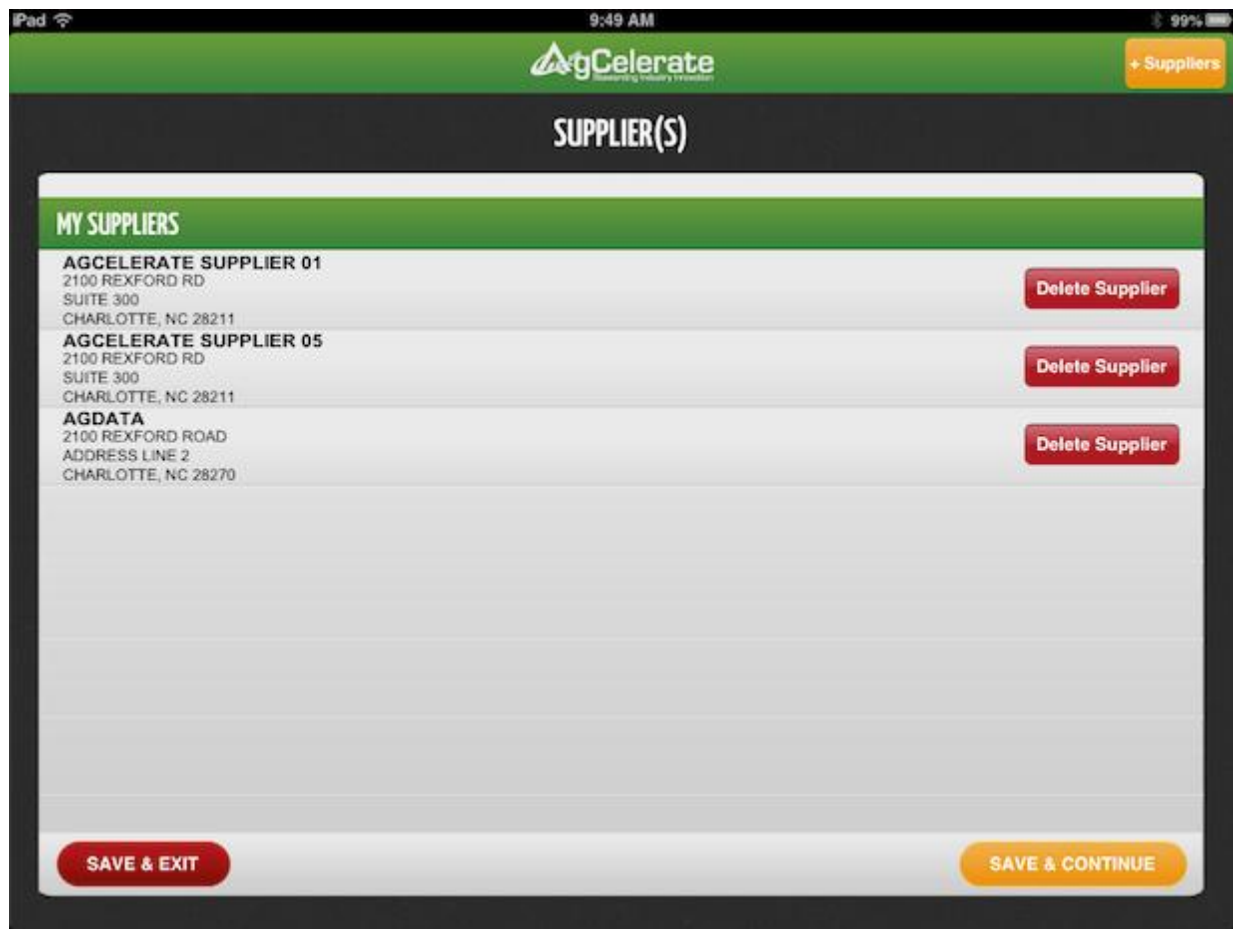 iPad 9:49 AM 99%
AgCelerate
+ Suppliers
SUPPLIER(S)
MY SUPPLIERS
AGCELERATE SUPPLIER 01
2100 REXFORD RD
SUITE 300
CHARLOTTE, NC 28211
Delete Supplier
AGCELERATE SUPPLIER 05
2100 REXFORD RD
SUITE 300
CHARLOTTE, NC 28211
Delete Supplier
AGDATA
2100 REXFORD ROAD
ADDRESS LINE 2
CHARLOTTE, NC 28270
Delete Supplier
SAVE & EXIT
SAVE & CONTINUE